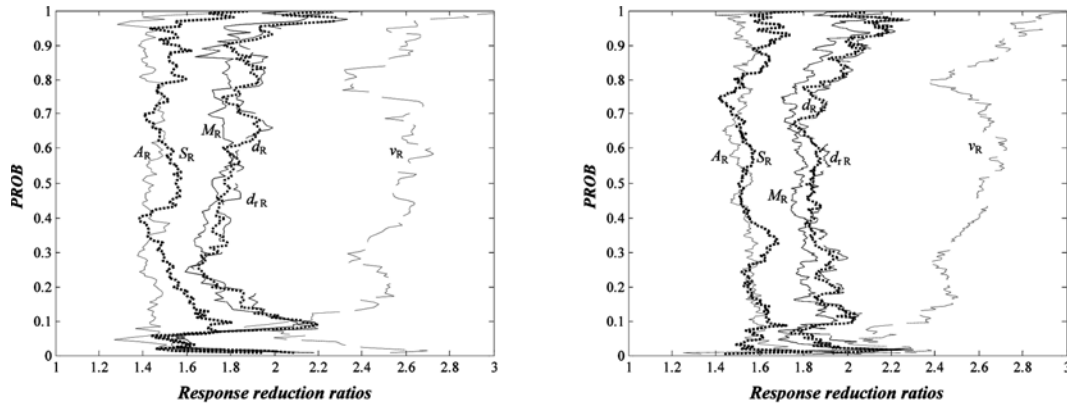 1
0.9
0.8
0.7
0.6
0.5
0.4
0.3
0.2
0.1
0
PROB
A_R
S_R
M_R
d_R
d_r R
v_R
1 1.2 1.4 1.6 1.8 2 2.2 2.4 2.6 2.8 3
Response reduction ratios
1
0.9
0.8
0.7
0.6
0.5
0.4
0.3
0.2
0.1
0
PROB
d_R
A_R
S_R
d_r R
v_R
M_R
1 1.2 1.4 1.6 1.8 2 2.2 2.4 2.6 2.8 3
Response reduction ratios